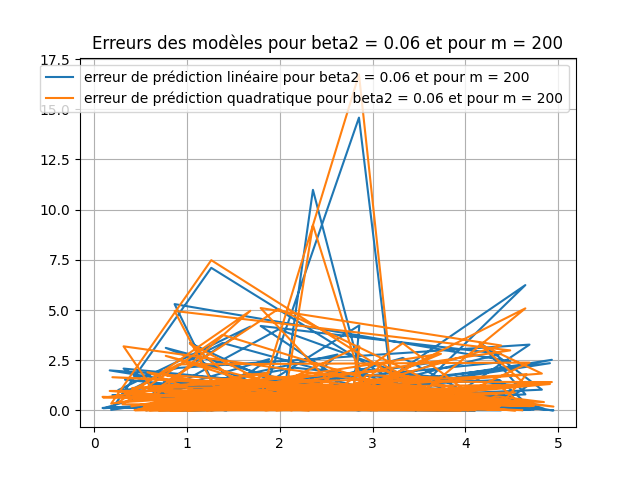 Erreurs des modèles pour beta2 = 0.06 et pour m = 200
17.5
erreur de prédiction linéaire pour beta2 = 0.06 et pour m = 200
erreur de prédiction quadratique pour beta2 = 0.06 et pour m = 200
15.0
12.5
10.0
7.5
5.0
2.5
0.0
0 1 2 3 4 5